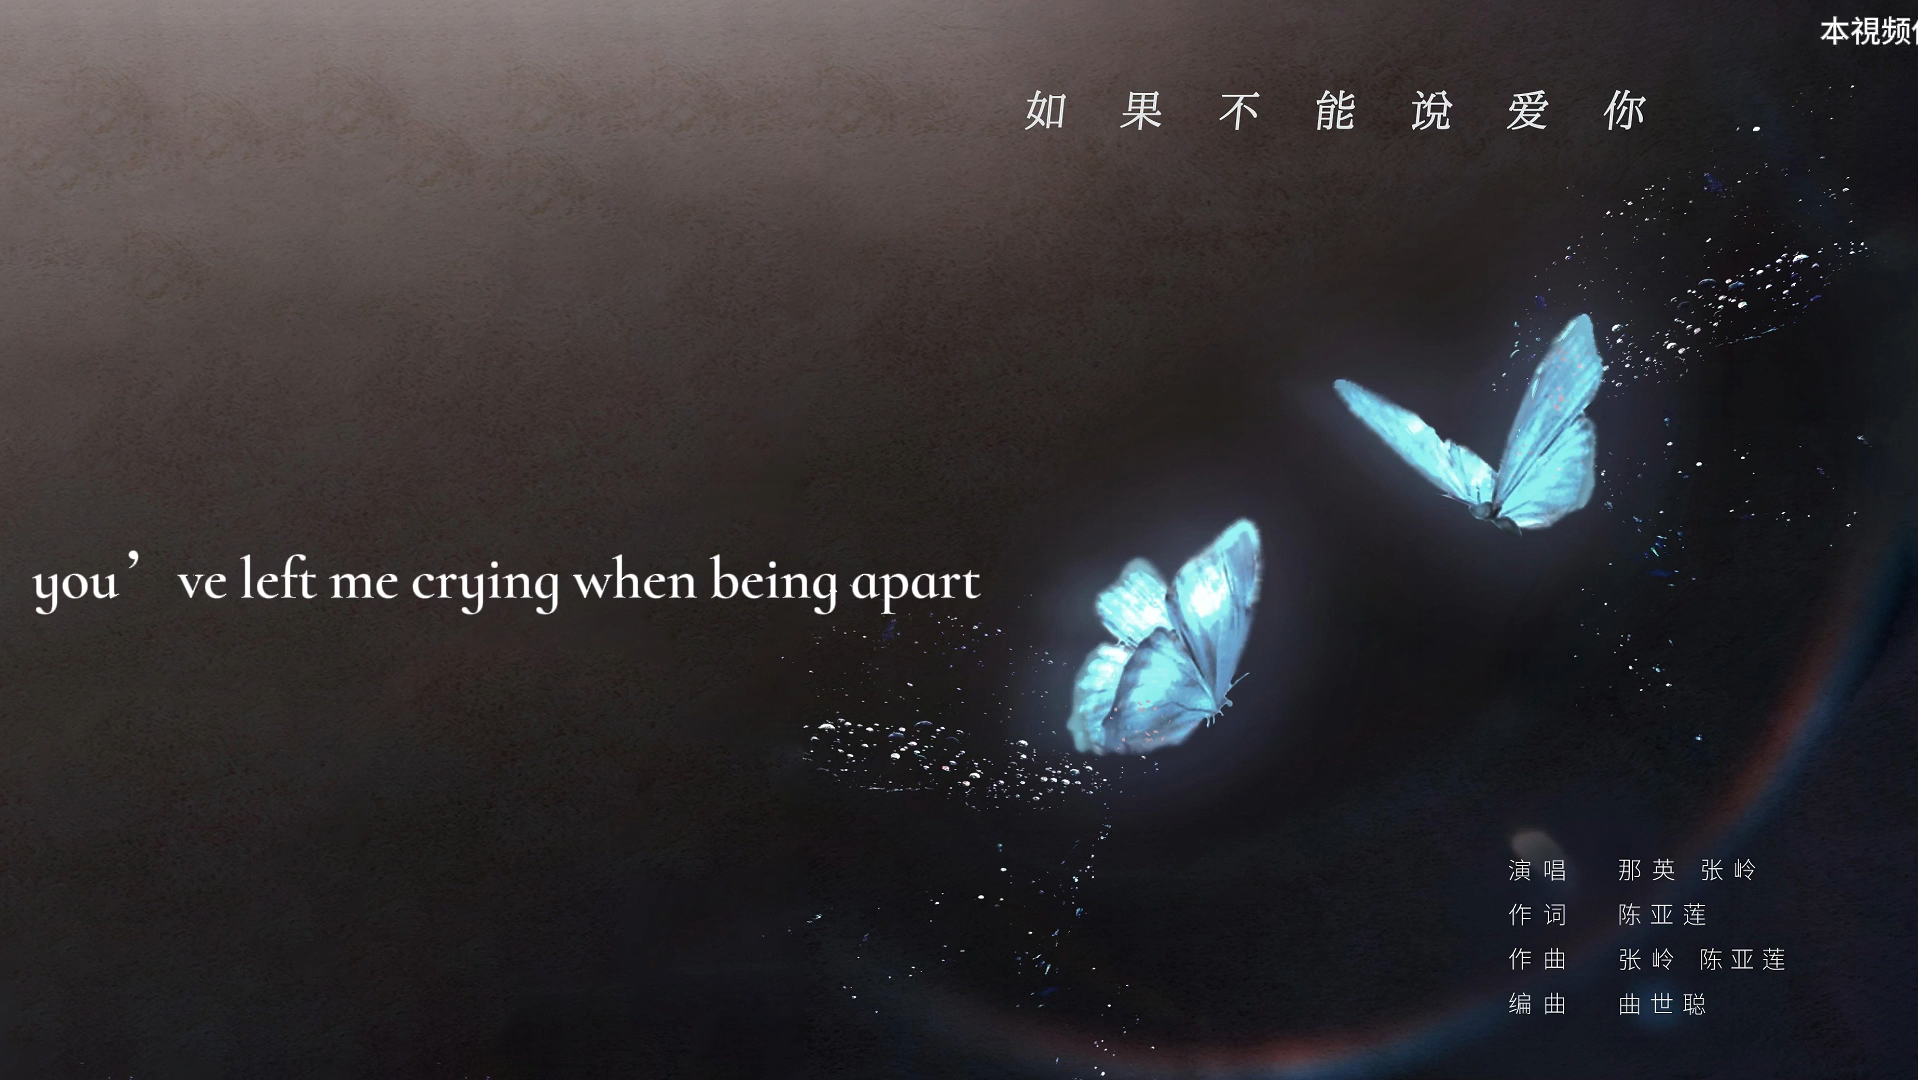 本視频
如果不能说爱你
you’ve left me crying when being apart
演唱 那英 张岭
作词 陈亚莲
作曲 张岭 陈亚莲
编曲 曲世聪